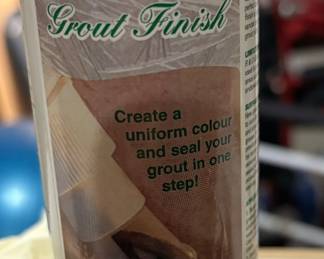 Grout Finish
Create a
uniform colour
and seal your
grout in one
step!